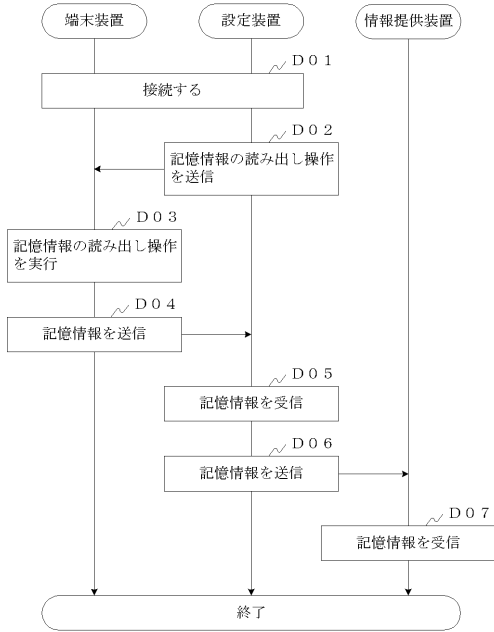 端末装置
設定装置
情報提供装置
Ｄ０１
接続する
Ｄ０２
記憶情報の読み出し操作
を送信
Ｄ０３
記憶情報の読み出し操作
を実行
Ｄ０４
記憶情報を送信
Ｄ０５
記憶情報を受信
Ｄ０６
記憶情報を送信
Ｄ０７
記憶情報を受信
終了